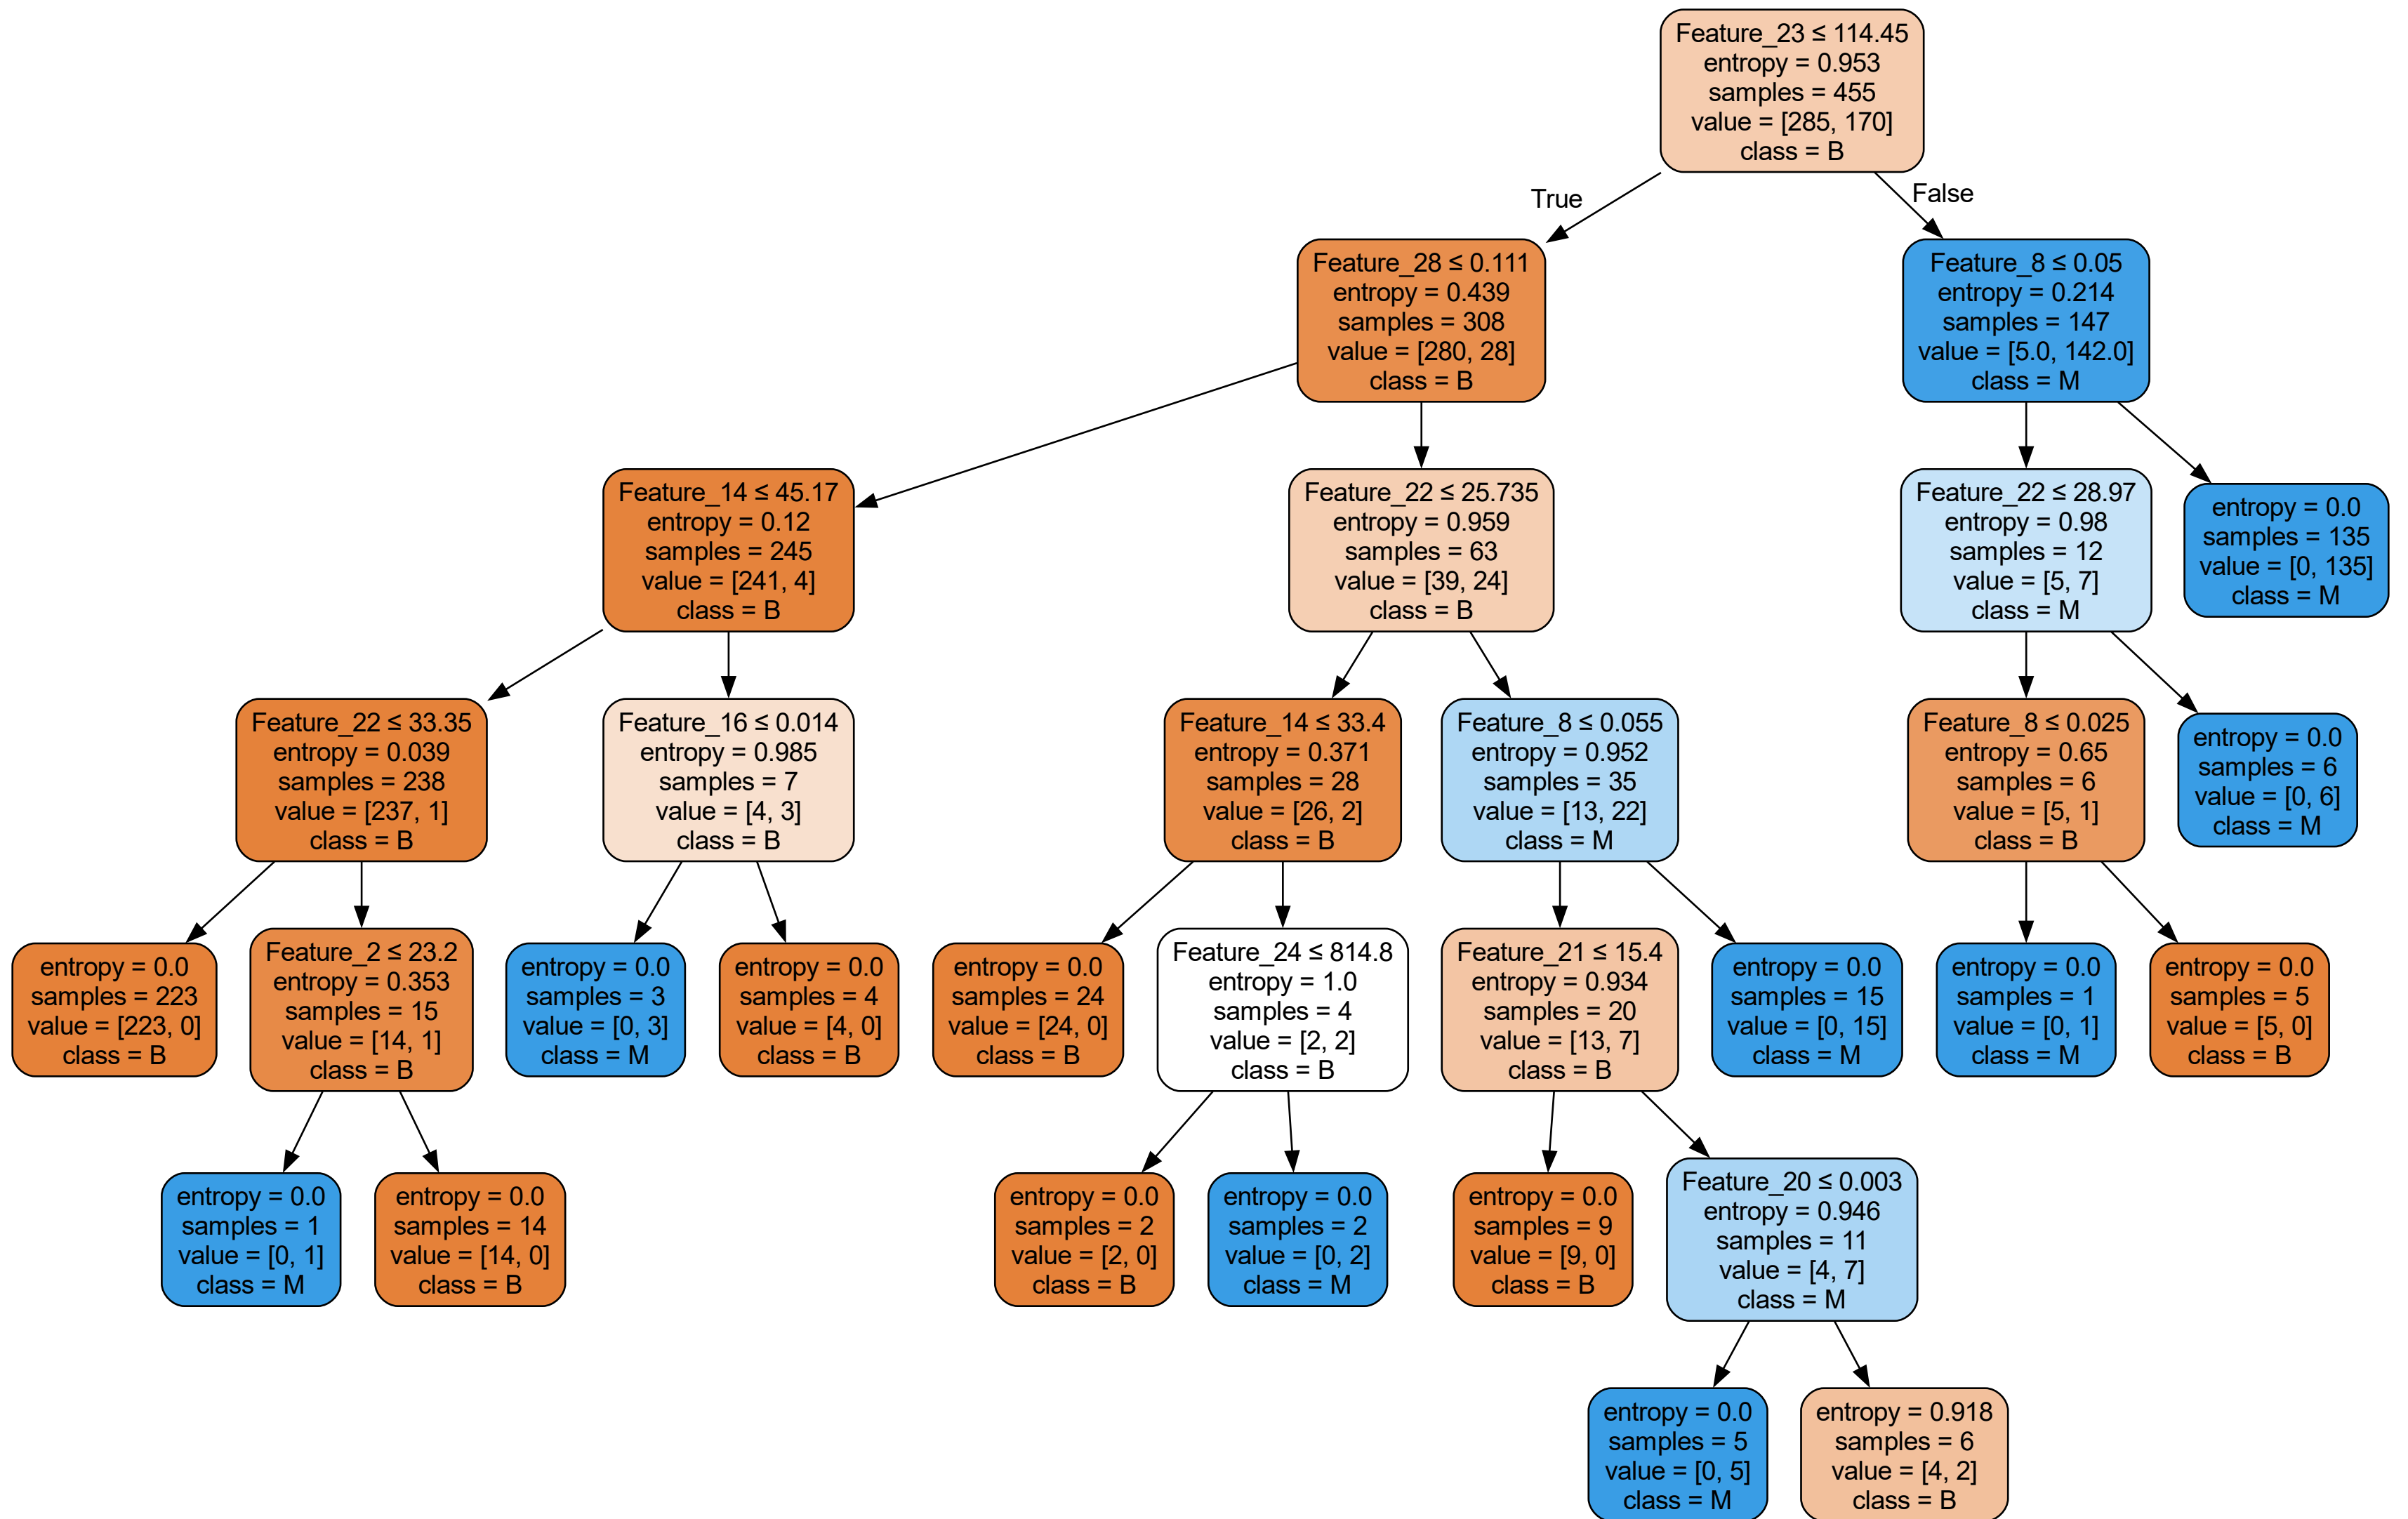 Feature_23 ≤ 114.45
entropy = 0.953
samples = 455
value = [285, 170]
class = B
True
False
Feature_28 ≤ 0.111
entropy = 0.439
samples = 308
value = [280, 28]
class = B
Feature_8 ≤ 0.05
entropy = 0.214
samples = 147
value = [5.0, 142.0]
class = M
Feature_14 ≤ 45.17
entropy = 0.12
samples = 245
value = [241, 4]
class = B
Feature_22 ≤ 25.735
entropy = 0.959
samples = 63
value = [39, 24]
class = B
Feature_22 ≤ 28.97
entropy = 0.98
samples = 12
value = [5, 7]
class = M
entropy = 0.0
samples = 135
value = [0, 135]
class = M
Feature_22 ≤ 33.35
entropy = 0.039
samples = 238
value = [237, 1]
class = B
Feature_16 ≤ 0.014
entropy = 0.985
samples = 7
value = [4, 3]
class = B
Feature_14 ≤ 33.4
entropy = 0.371
samples = 28
value = [26, 2]
class = B
Feature_8 ≤ 0.055
entropy = 0.952
samples = 35
value = [13, 22]
class = M
Feature_8 ≤ 0.025
entropy = 0.65
samples = 6
value = [5, 1]
class = B
entropy = 0.0
samples = 6
value = [0, 6]
class = M
entropy = 0.0
samples = 223
value = [223, 0]
class = B
Feature_2 ≤ 23.2
entropy = 0.353
samples = 15
value = [14, 1]
class = B
entropy = 0.0
samples = 3
value = [0, 3]
class = M
entropy = 0.0
samples = 4
value = [4, 0]
class = B
entropy = 0.0
samples = 24
value = [24, 0]
class = B
Feature_24 ≤ 814.8
entropy = 1.0
samples = 4
value = [2, 2]
class = B
Feature_21 ≤ 15.4
entropy = 0.934
samples = 20
value = [13, 7]
class = B
entropy = 0.0
samples = 15
value = [0, 15]
class = M
entropy = 0.0
samples = 1
value = [0, 1]
class = M
entropy = 0.0
samples = 5
value = [5, 0]
class = B
entropy = 0.0
samples = 1
value = [0, 1]
class = M
entropy = 0.0
samples = 14
value = [14, 0]
class = B
entropy = 0.0
samples = 2
value = [2, 0]
class = B
entropy = 0.0
samples = 2
value = [0, 2]
class = M
entropy = 0.0
samples = 9
value = [9, 0]
class = B
Feature_20 ≤ 0.003
entropy = 0.946
samples = 11
value = [4, 7]
class = M
entropy = 0.0
samples = 5
value = [0, 5]
class = M
entropy = 0.918
samples = 6
value = [4, 2]
class = B